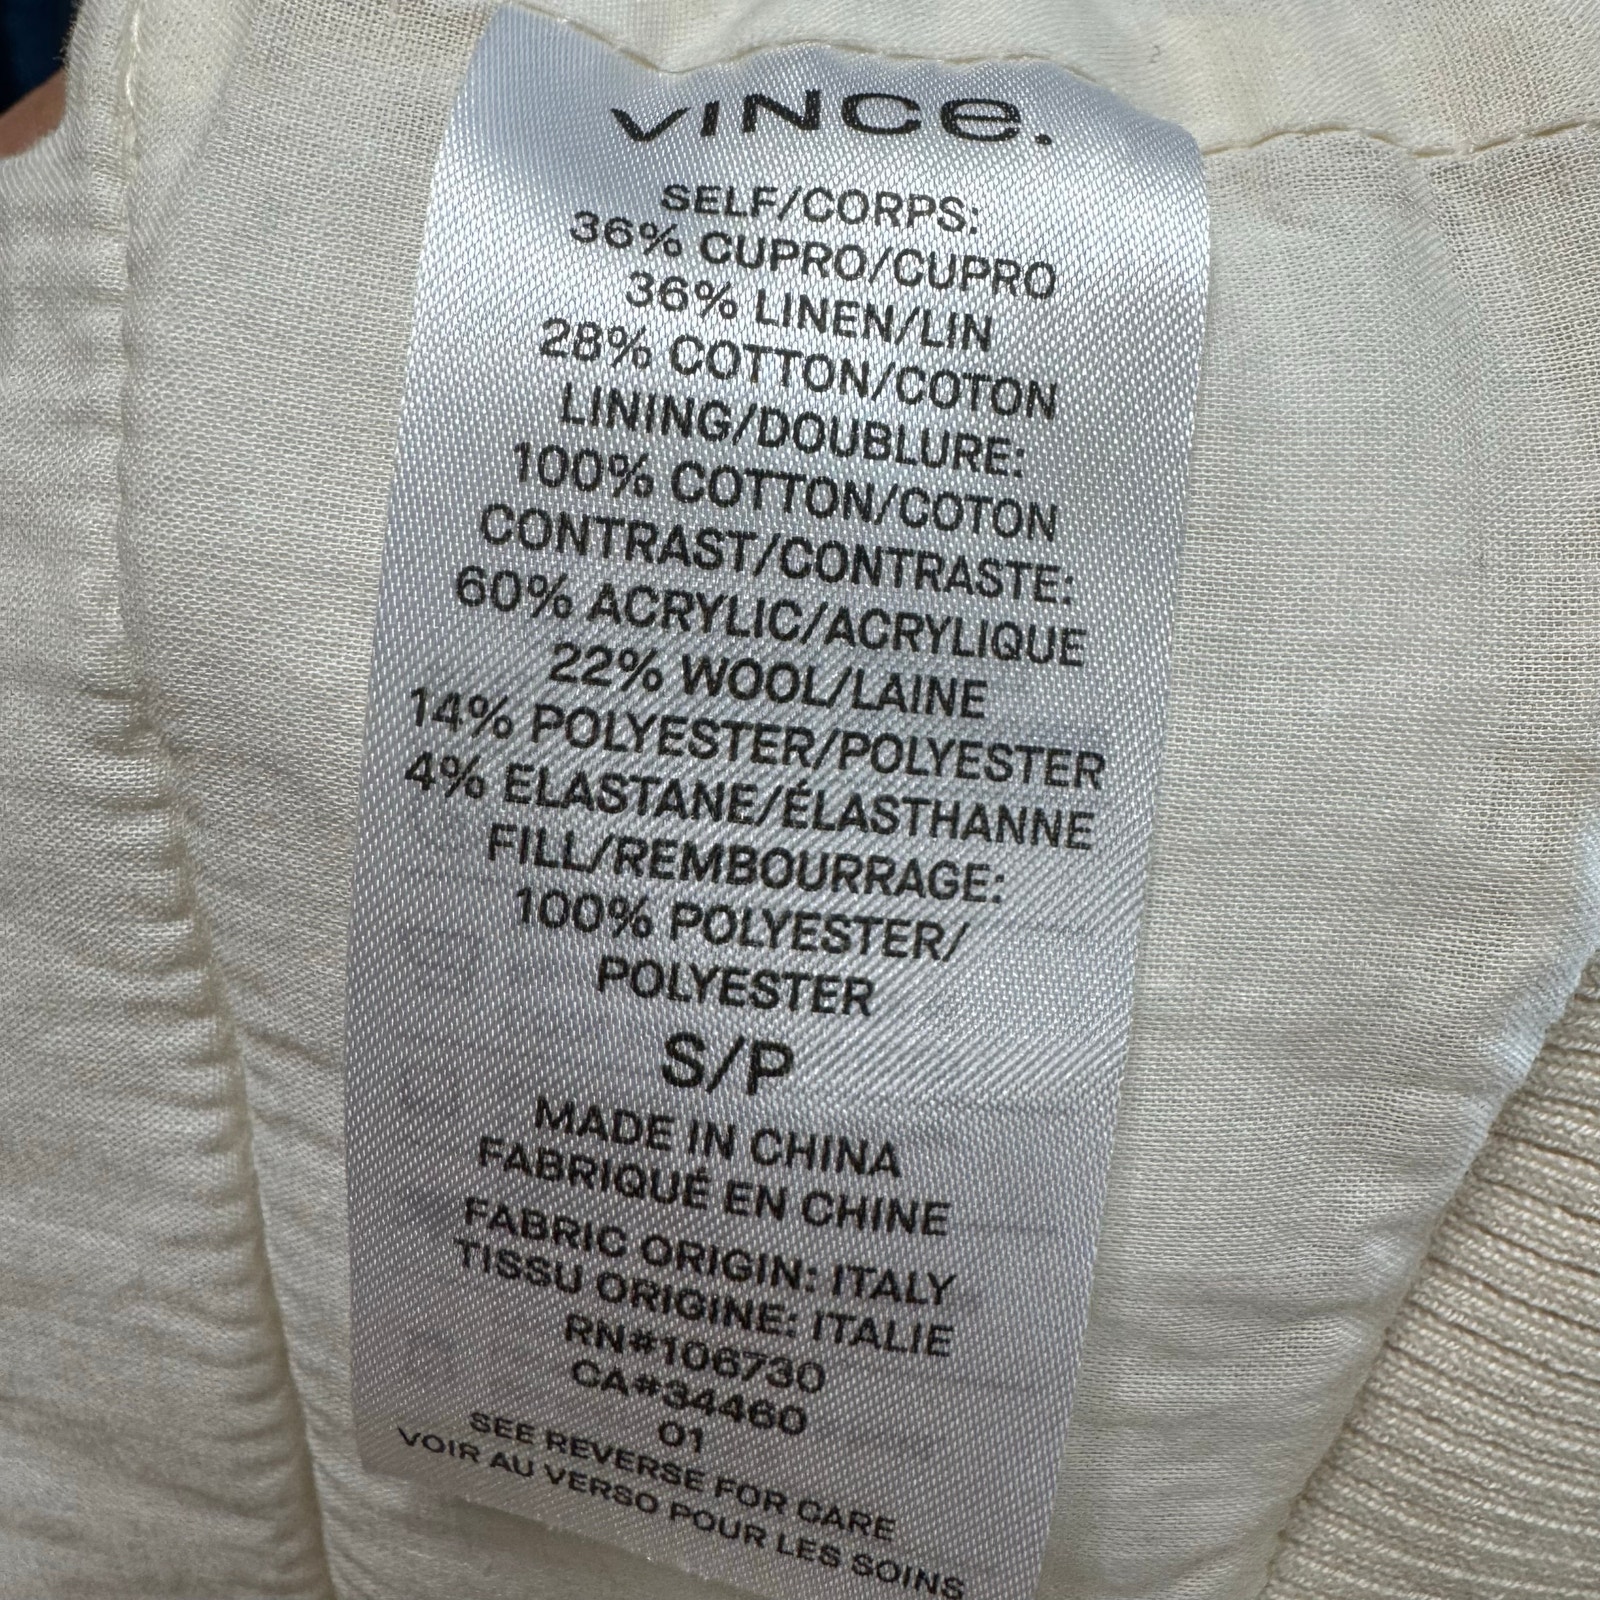 VINCe.
SELF/CORPS:
36% CUPRO/CUPRO
36% LINEN/LIN
28% COTTON/COTON
LINING/DOUBLURE:
100% COTTON/COTON
CONTRAST/CONTRASTE:
60% ACRYLIC/ACRYLIQUE
22% WOOL/LAINE
14% POLYESTER/POLYESTER
4% ELASTANE/ÉLASTHANNE
FILL/REMBOURRAGE:
100% POLYESTER/
POLYESTER
S/P
MADE IN CHINA
FABRIQUÉ EN CHINE
FABRIC ORIGIN: ITALY
TISSU ORIGINE: ITALIE
RN#106730
CA#34460
01
SEE REVERSE FOR CARE
VOIR AU VERSO POUR LES SOINS